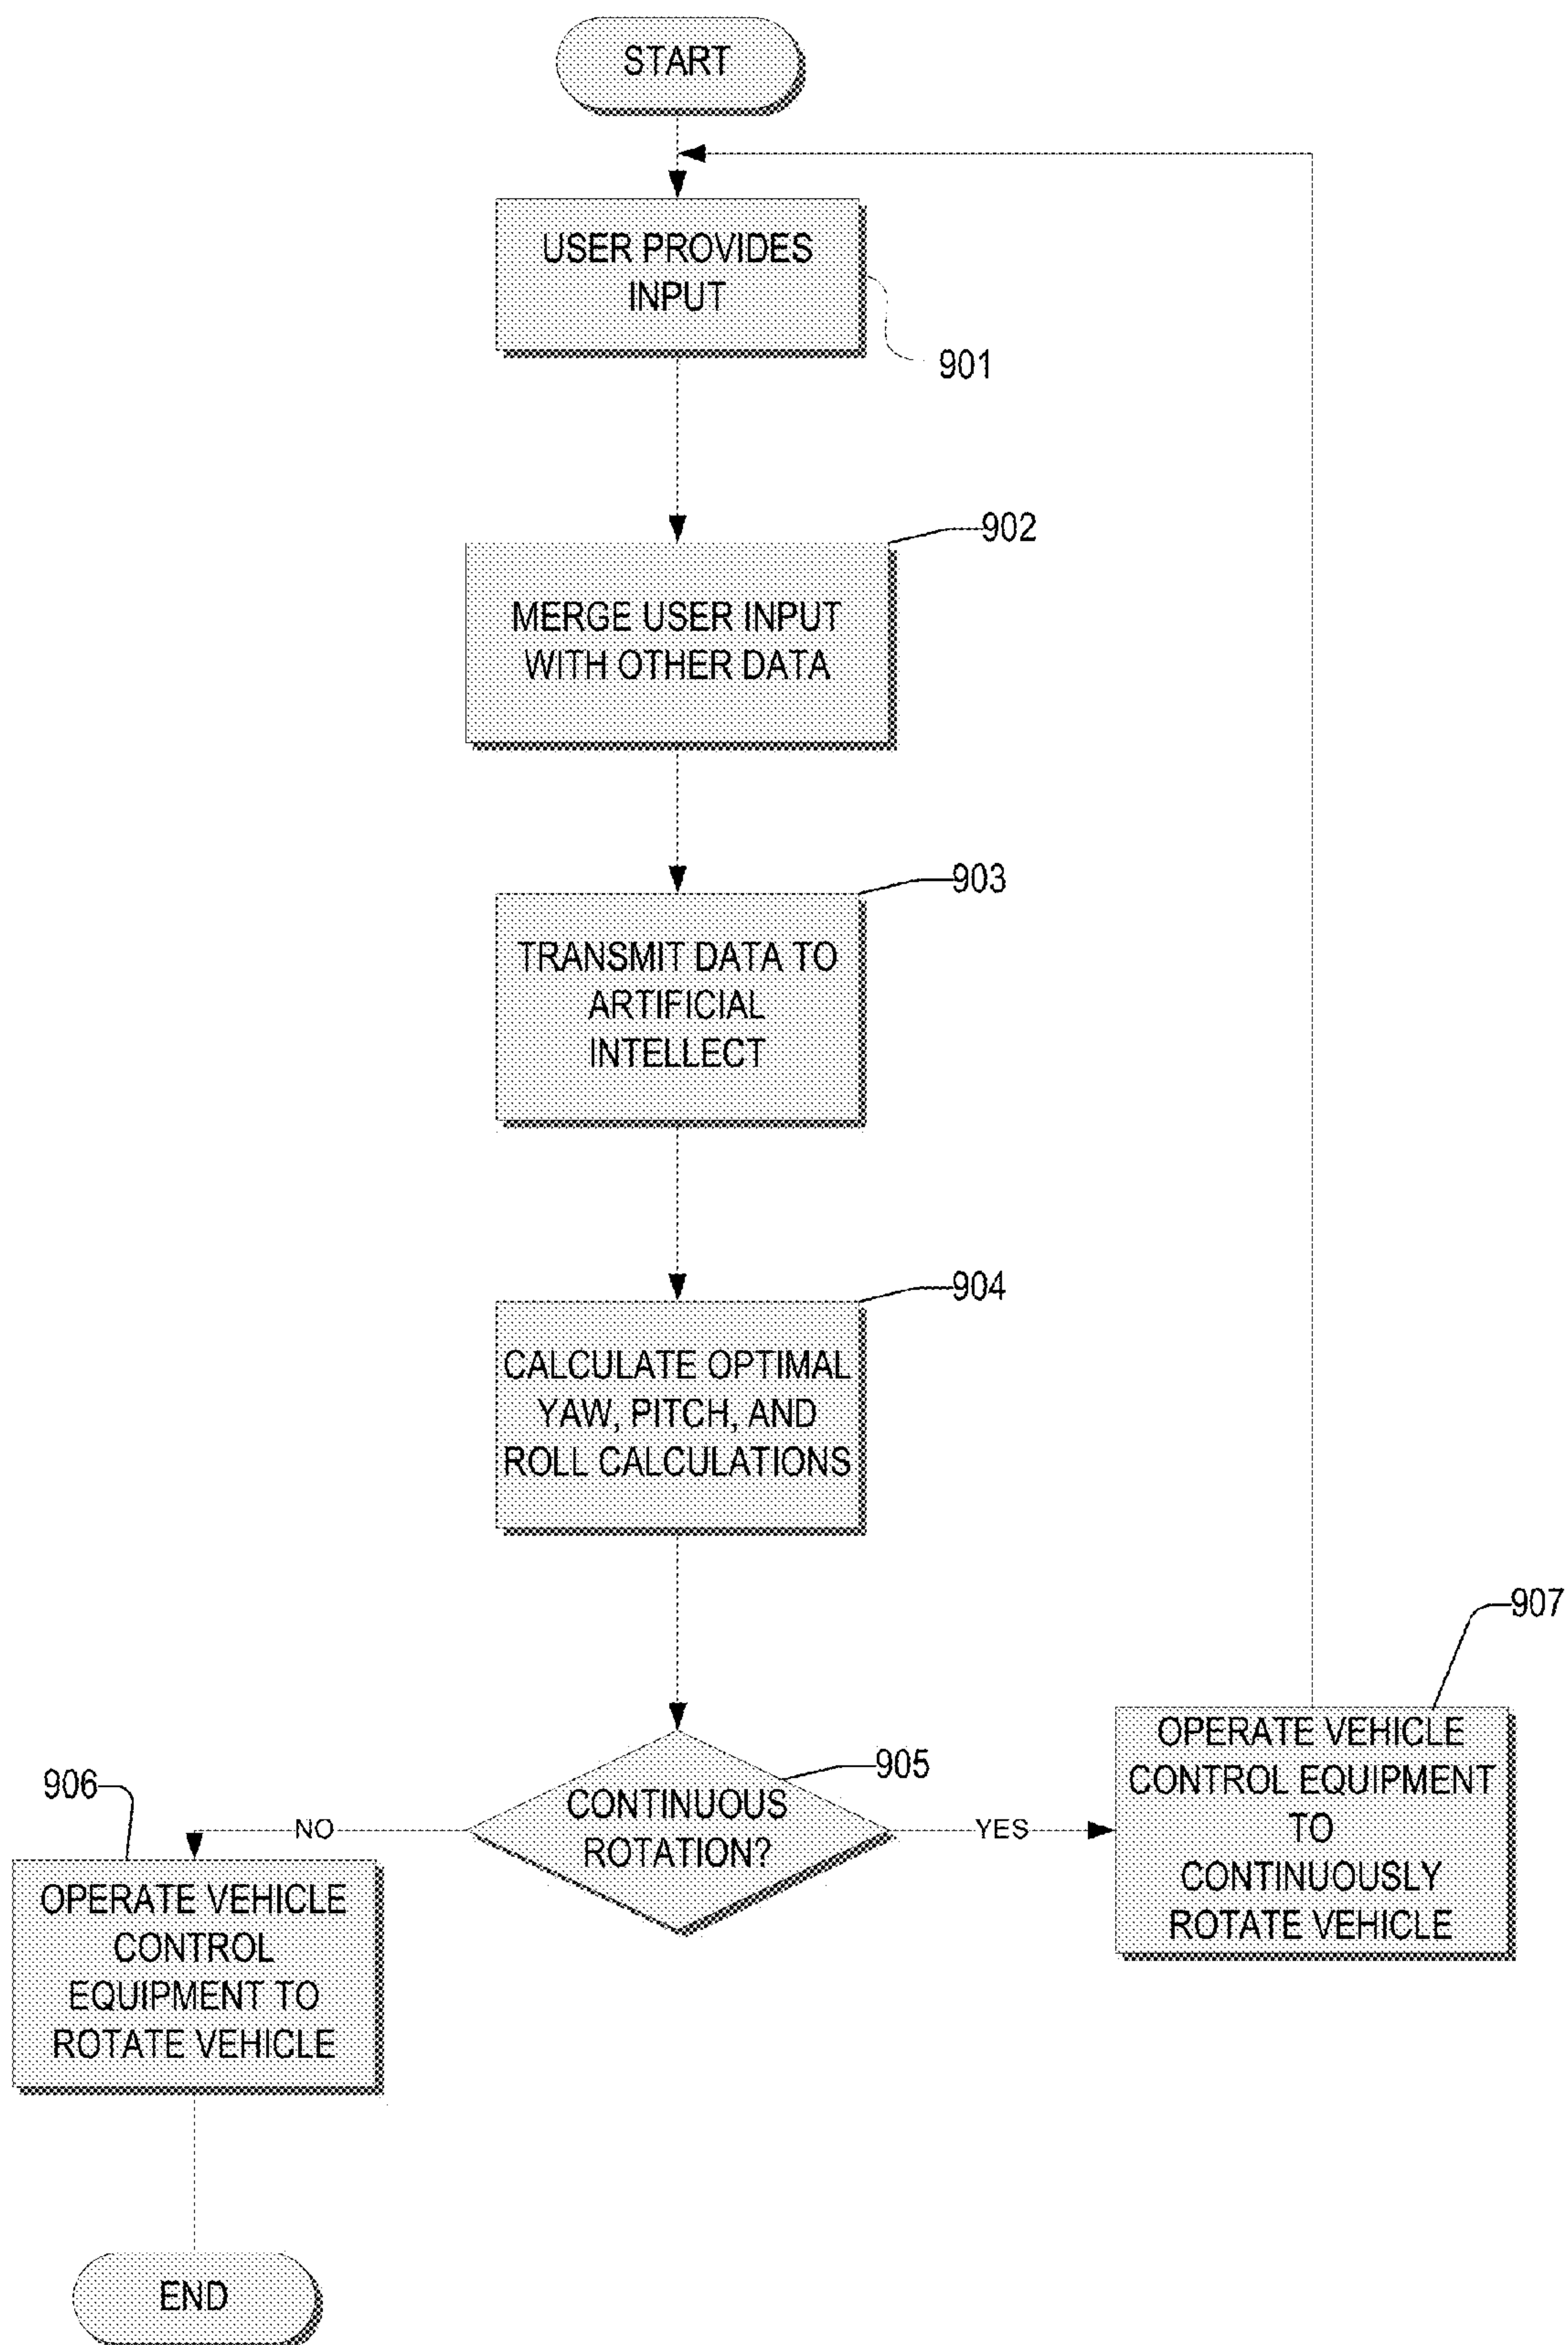 START
USER PROVIDES
INPUT
901
902
MERGE USER INPUT
WITH OTHER DATA
903
TRANSMIT DATA TO
ARTIFICIAL
INTELLECT
904
CALCULATE OPTIMAL
YAW, PITCH, AND
ROLL CALCULATIONS
905
CONTINUOUS
ROTATION?
NO
YES
906
OPERATE VEHICLE
CONTROL
EQUIPMENT TO
ROTATE VEHICLE
907
OPERATE VEHICLE
CONTROL EQUIPMENT
TO
CONTINUOUSLY
ROTATE VEHICLE
END